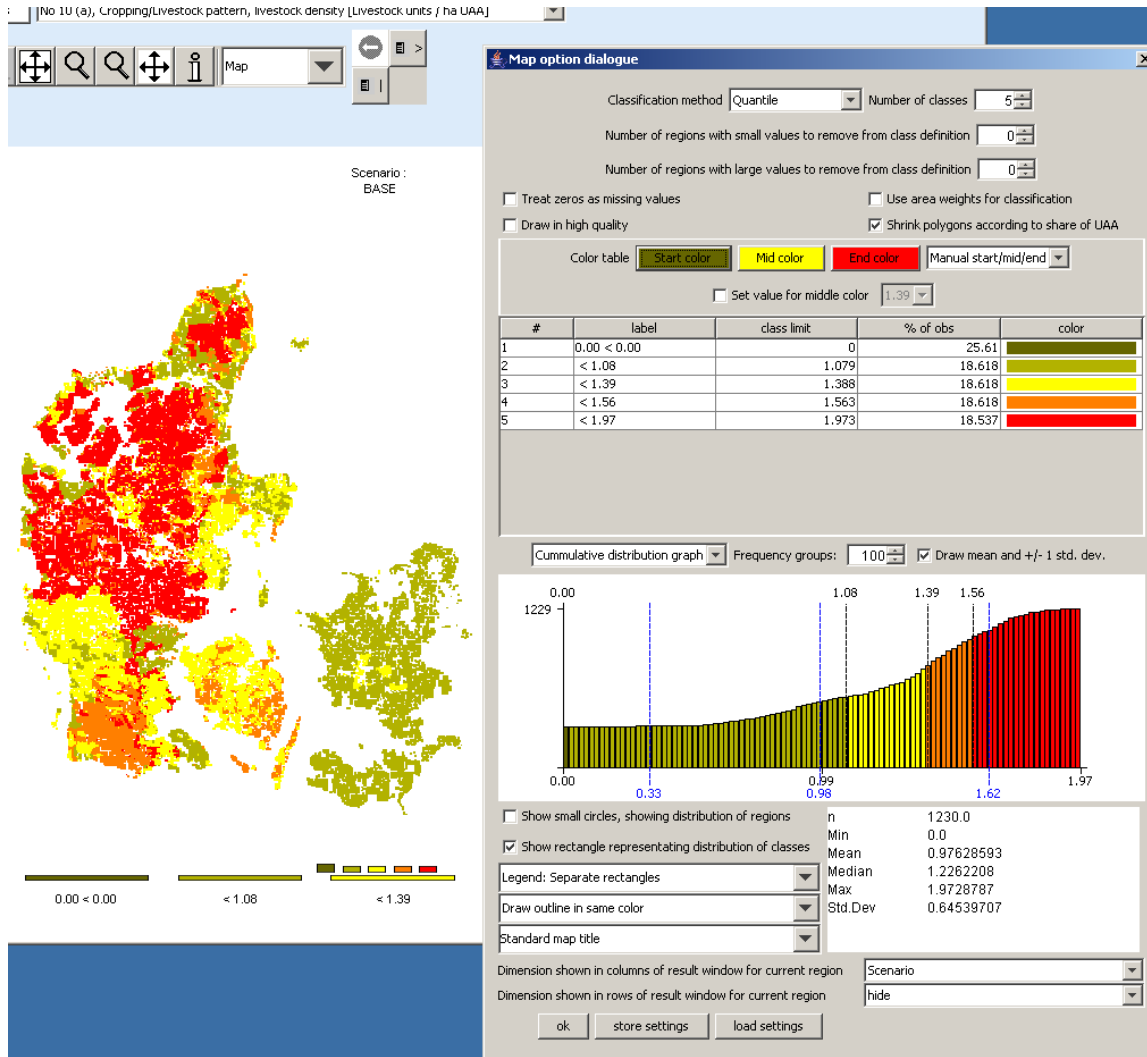 s No 10 (a), Cropping/Livestock pattern, livestock density [Livestock units / ha UAA]
Map
>
Scenario :
BASE
0.00 < 0.00
< 1.08
< 1.39
Map option dialogue
Classification method Quantile Number of classes 5
Number of regions with small values to remove from class definition 0
Number of regions with large values to remove from class definition 0
Treat zeros as missing values Use area weights for classification
Draw in high quality Shrink polygons according to share of UAA
Color table Start color Mid color End color Manual start/mid/end
Set value for middle color 1.39
# label class limit % of obs color
1 0.00 < 0.00 0 25.61
2 < 1.08 1.079 18.618
3 < 1.39 1.388 18.618
4 < 1.56 1.563 18.618
5 < 1.97 1.973 18.537
Cummulative distribution graph Frequency groups: 100 Draw mean and +/- 1 std. dev.
0.00 1.08 1.39 1.56
1229
0.00 0.99 1.97
0.33 0.98 1.62
Show small circles, showing distribution of regions
Show rectangle representating distribution of classes
Legend: Separate rectangles
Draw outline in same color
Standard map title
n 1230.0
Min 0.0
Mean 0.97628593
Median 1.2262208
Max 1.9728787
Std.Dev 0.64539707
Dimension shown in columns of result window for current region Scenario
Dimension shown in rows of result window for current region hide
ok store settings load settings